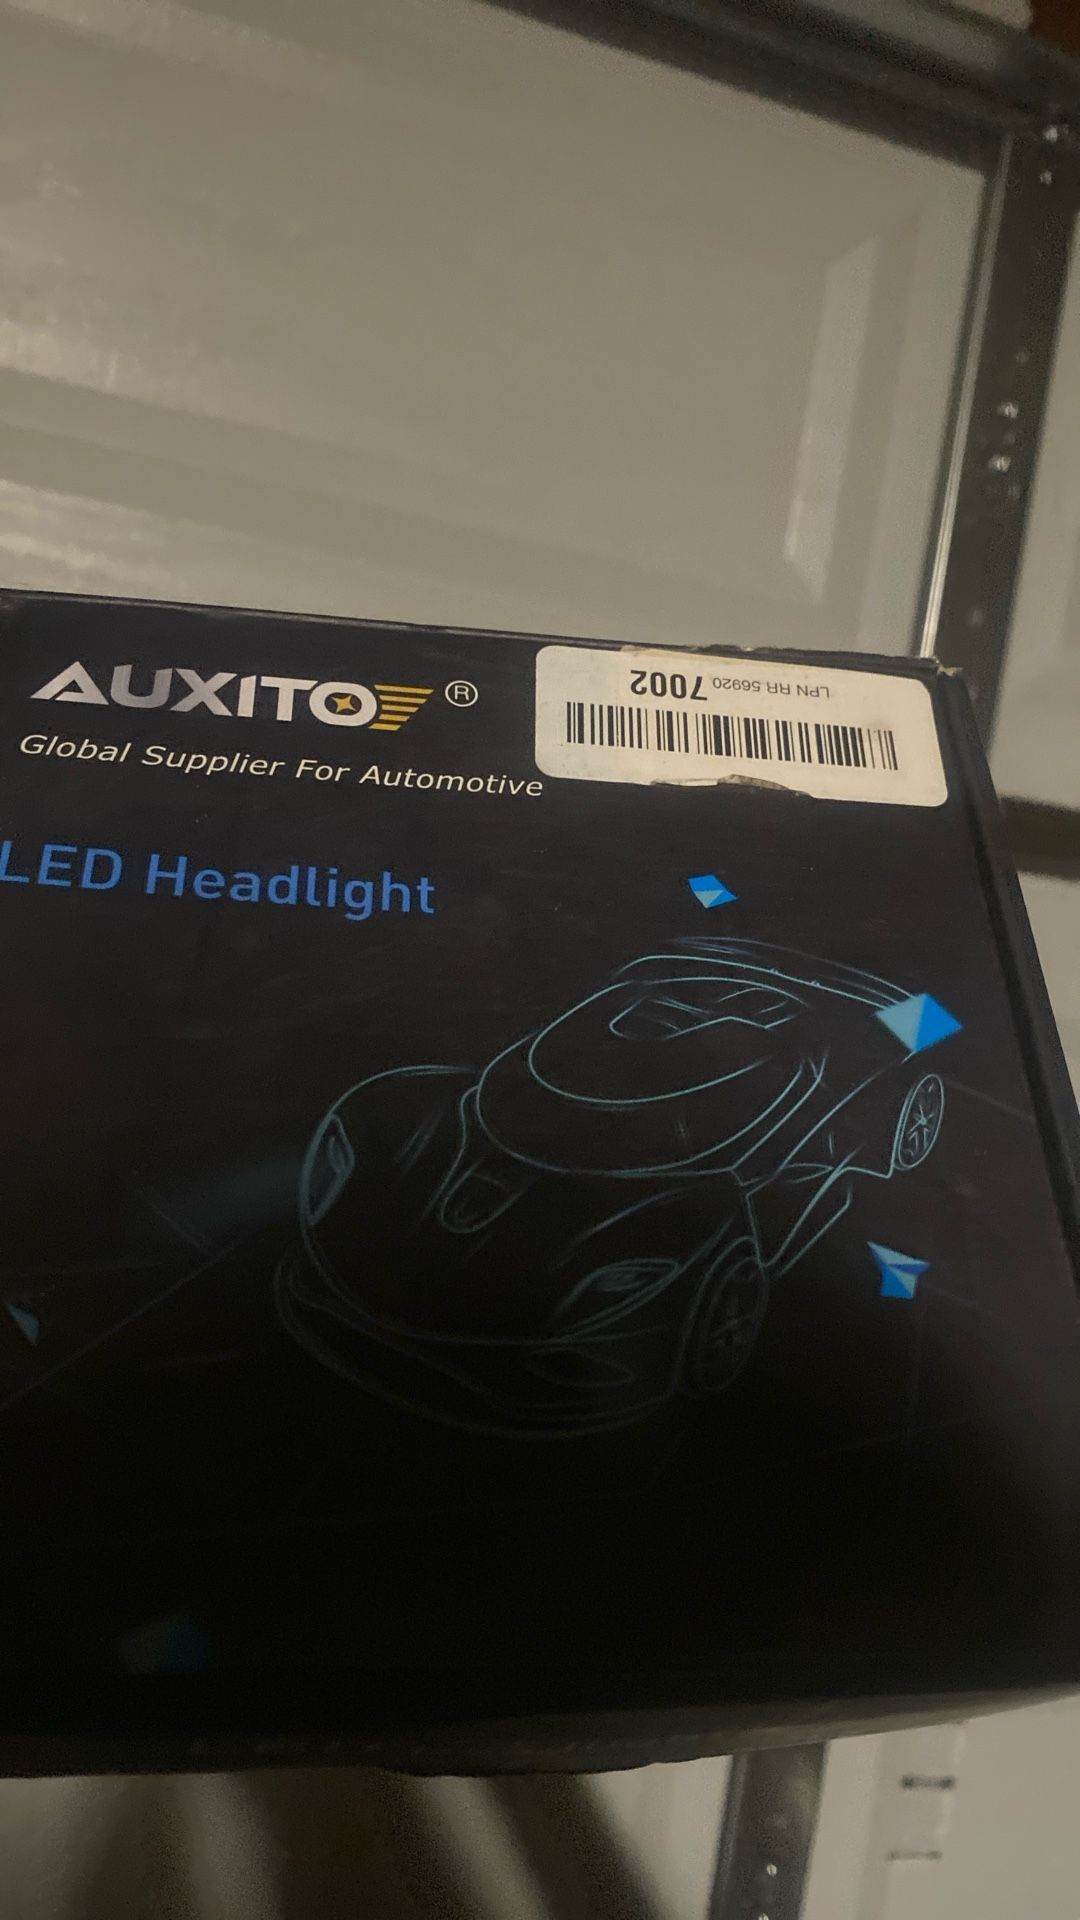 AUXITO ®
Global Supplier For Automotive
LPN RR 56920 7002
LED Headlight